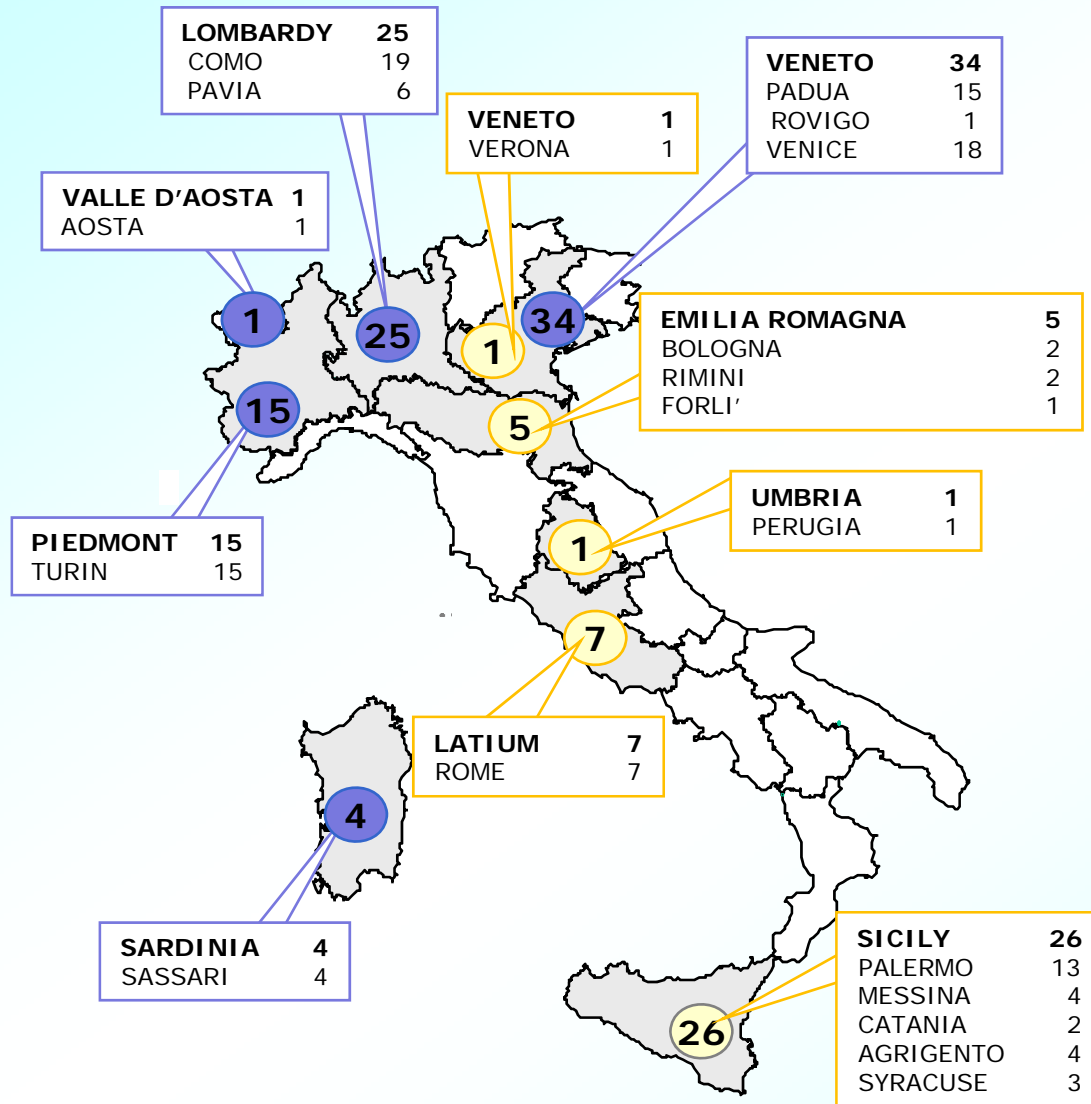 LOMBARDY 25
COMO 19
PAVIA 6
VENETO 1
VERONA 1
VENETO 34
PADUA 15
ROVIGO 1
VENICE 18
VALLE D'AOSTA 1
AOSTA 1
1
25
1
34
EMILIA ROMAGNA 5
BOLOGNA 2
RIMINI 2
FORLI' 1
15
5
UMBRIA 1
PERUGIA 1
PIEDMONT 15
TURIN 15
1
7
LATIUM 7
ROME 7
4
SARDINIA 4
SASSARI 4
SICILY 26
PALERMO 13
MESSINA 4
CATANIA 2
AGRIGENTO 4
SYRACUSE 3
26